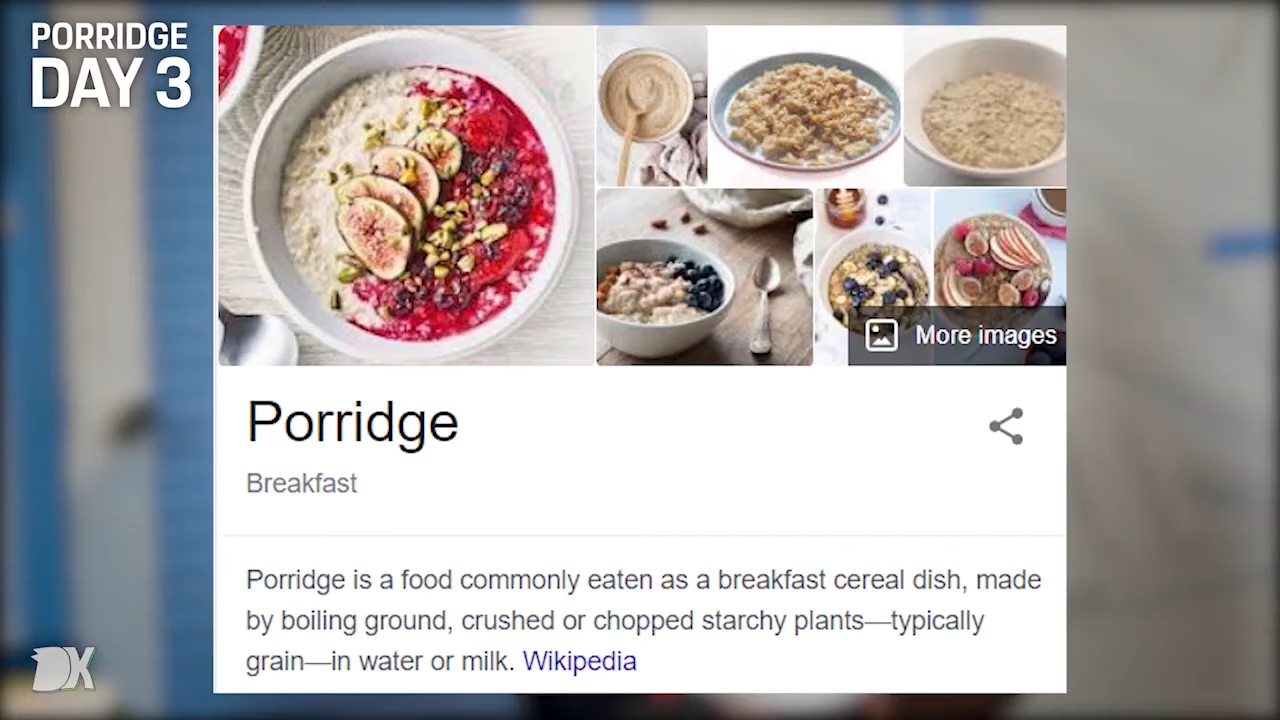 PORRIDGE
DAY 3
More images
Porridge
Breakfast
Porridge is a food commonly eaten as a breakfast cereal dish, made
by boiling ground, crushed or chopped starchy plants—typically
grain—in water or milk. Wikipedia
DX